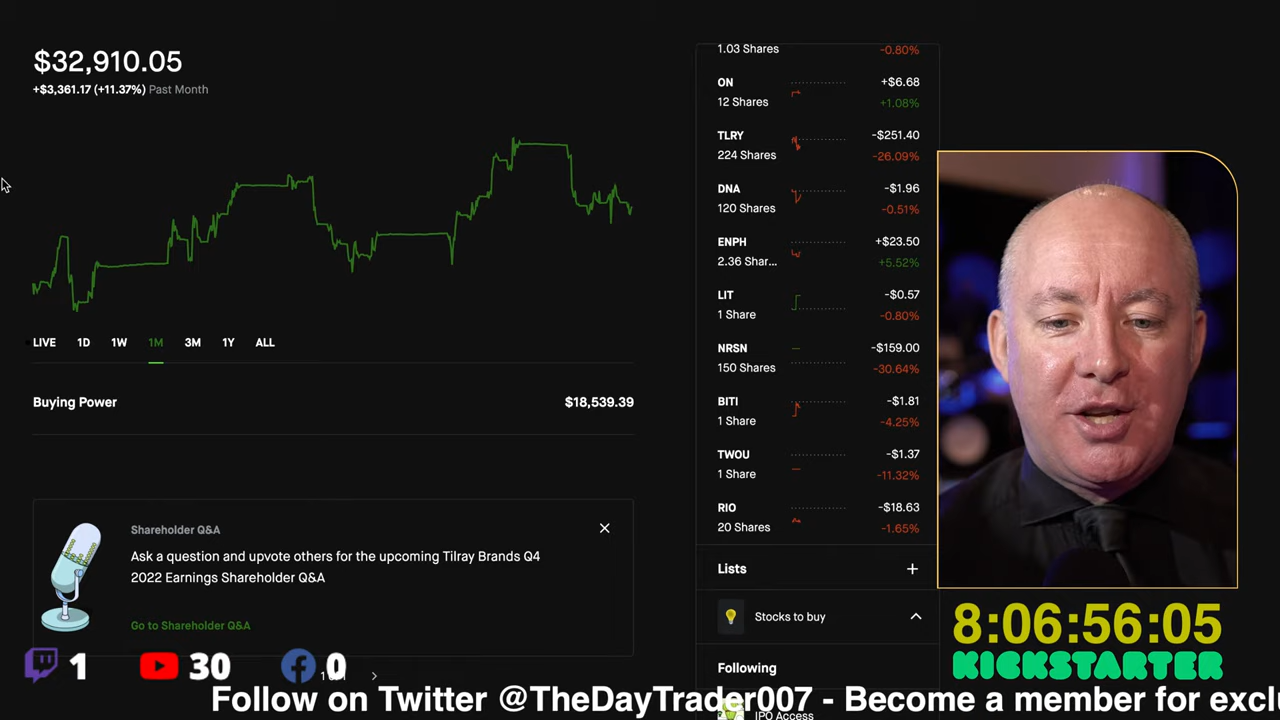 $32,910.05
+$3,361.17 (+11.37%) Past Month
LIVE 1D 1W 1M 3M 1Y ALL
Buying Power $18,539.39
Shareholder Q&A
Ask a question and upvote others for the upcoming Tilray Brands Q4
2022 Earnings Shareholder Q&A
Go to Shareholder Q&A
1.03 Shares -0.80%
ON +$6.68
12 Shares +1.08%
TLRY -$251.40
224 Shares -26.09%
DNA -$1.96
120 Shares -0.51%
ENPH +$23.50
2.36 Shar... +5.52%
LIT -$0.57
1 Share -0.80%
NRSN -$159.00
150 Shares -30.64%
BITI -$1.81
1 Share -4.25%
TWOU -$1.37
1 Share -11.32%
RIO -$18.63
20 Shares -1.65%
Lists +
Stocks to buy
Following
IPO Access
8:06:56:05
KICKSTARTER
1 30 0
Follow on Twitter @TheDayTrader007 - Become a member for exclu